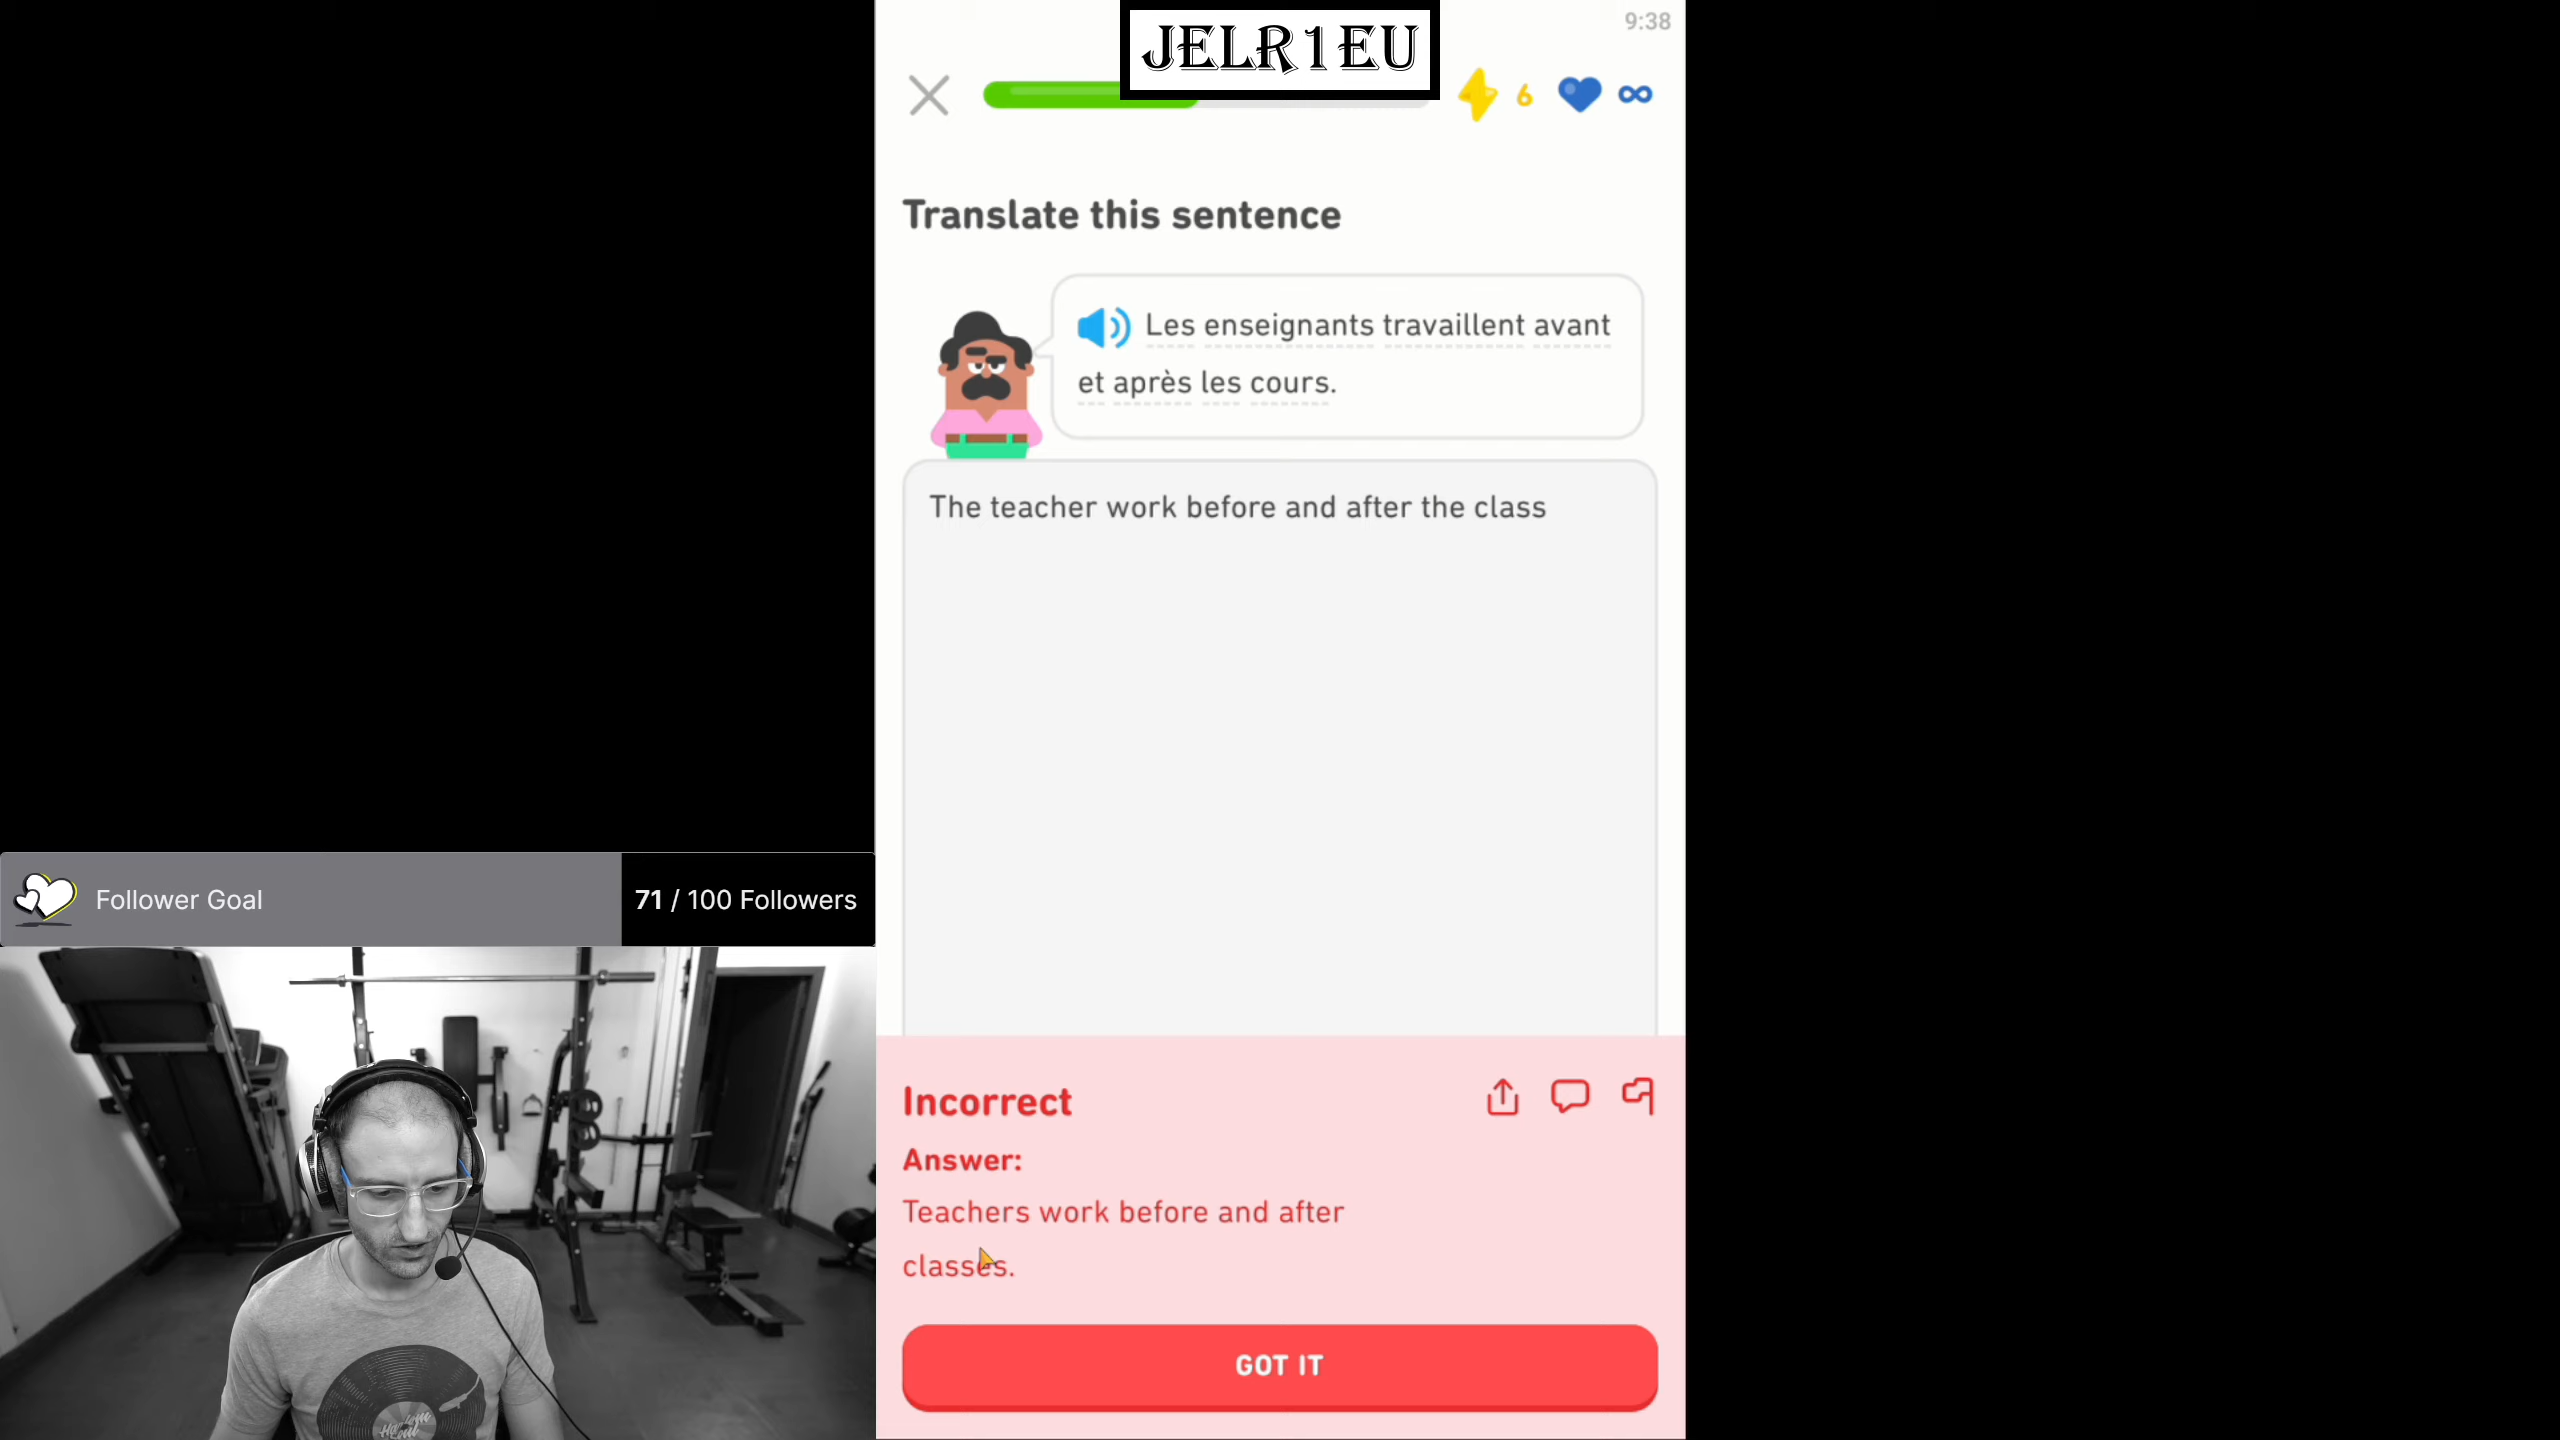 JELR1EU
9:38
6
Translate this sentence
Les enseignants travaillent avant
et après les cours.
The teacher work before and after the class
Follower Goal
71 / 100 Followers
Incorrect
Answer:
Teachers work before and after
classes.
GOT IT